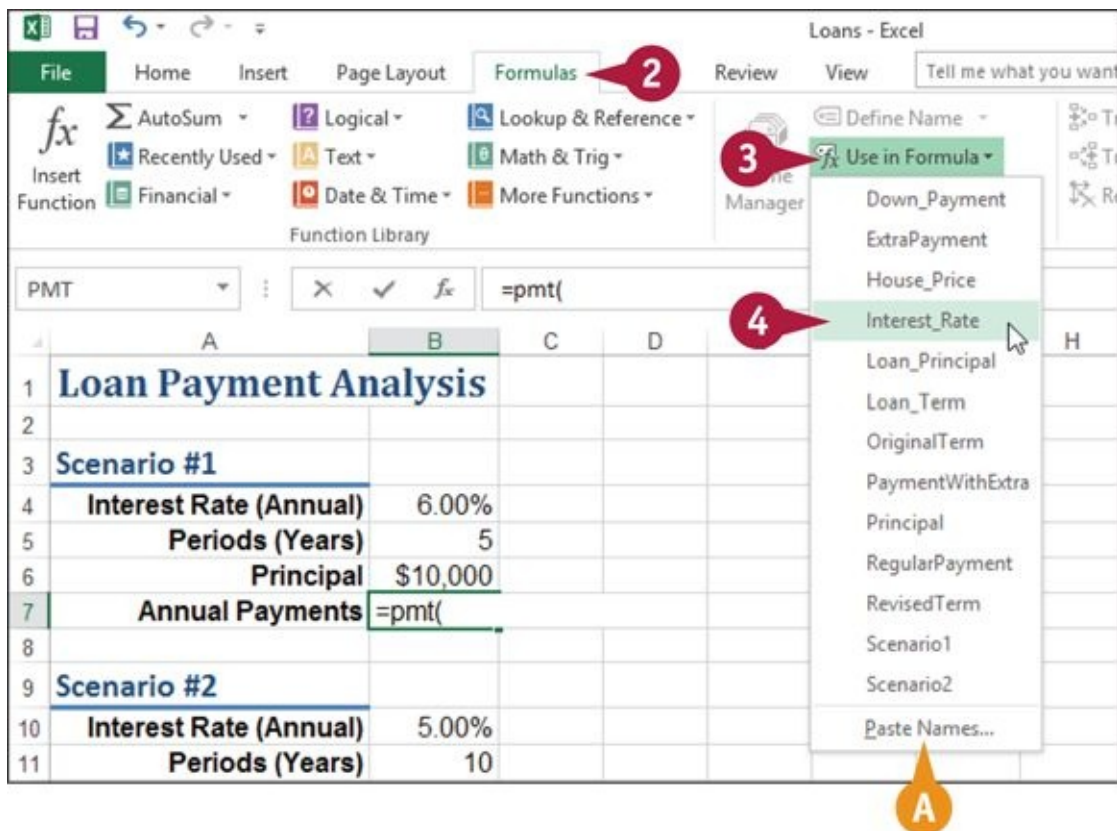 Loans - Excel
File Home Insert Page Layout Formulas 2 Review View Tell me what you want
fx Insert Function
AutoSum
Recently Used
Financial
Logical
Text
Date & Time
Lookup & Reference
Math & Trig
More Functions
Function Library
Manager
Define Name
3 Use in Formula
Down_Payment
ExtraPayment
House_Price
4 Interest_Rate
Loan_Principal
Loan_Term
OriginalTerm
PaymentWithExtra
Principal
RegularPayment
RevisedTerm
Scenario1
Scenario2
Paste Names...
A
PMT fx =pmt(
A B C D H
1 Loan Payment Analysis
2
3 Scenario #1
4 Interest Rate (Annual) 6.00%
5 Periods (Years) 5
6 Principal $10,000
7 Annual Payments =pmt(
8
9 Scenario #2
10 Interest Rate (Annual) 5.00%
11 Periods (Years) 10